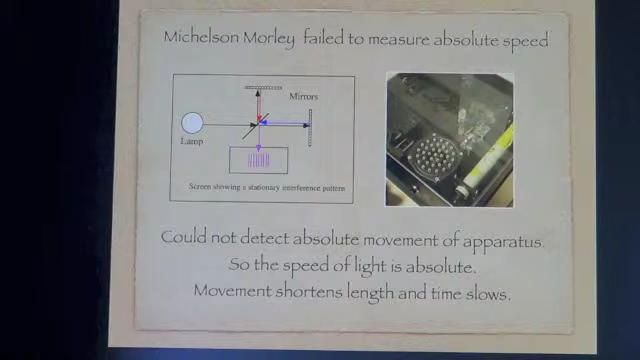 Michelson Morley failed to measure absolute speed
Mirrors
Lamp
Screen showing a stationary interference pattern
Could not detect absolute movement of apparatus.
So the speed of light is absolute.
Movement shortens length and time slows.